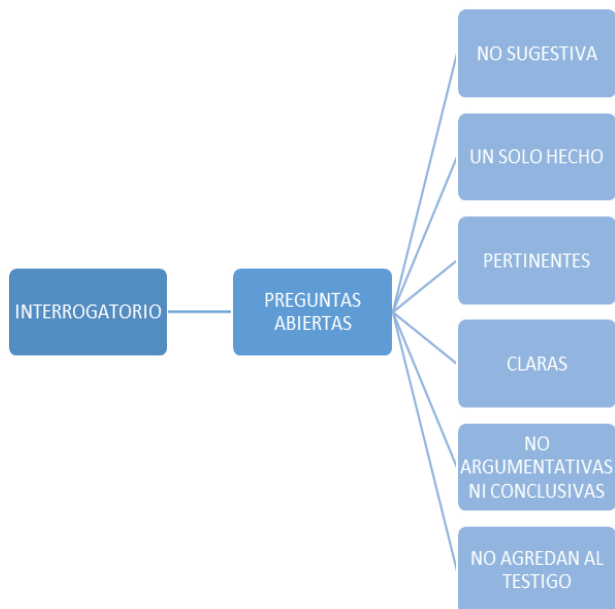 INTERROGATORIO
PREGUNTAS
ABIERTAS
NO SUGESTIVA
UN SOLO HECHO
PERTINENTES
CLARAS
NO
ARGUMENTATIVAS
NI CONCLUSIVAS
NO AGREDAN AL
TESTIGO